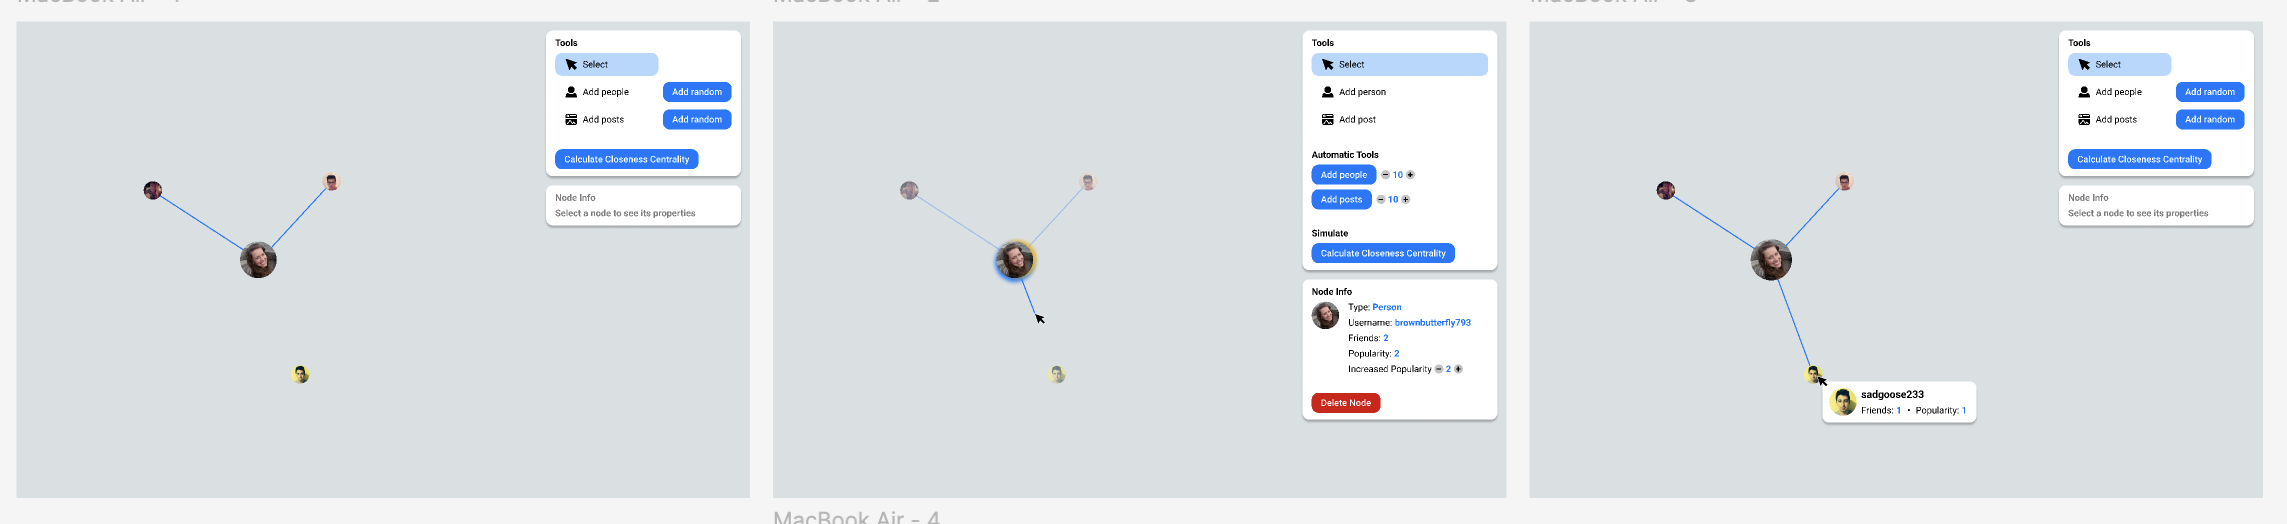 MacBook Air - 2
Tools
Select
Add people
Add random
Add posts
Add random
Calculate Closeness Centrality
Node Info
Select a node to see its properties
Tools
Select
Add person
Add post
Automatic Tools
Add people 10
Add posts 10
Simulate
Calculate Closeness Centrality
Node Info
Type: Person
Username: brownbutterfly793
Friends: 2
Popularity: 2
Increased Popularity 2
Delete Node
Tools
Select
Add people
Add random
Add posts
Add random
Calculate Closeness Centrality
Node Info
Select a node to see its properties
sadgoose233
Friends: 1 • Popularity: 1
MacBook Air - 4